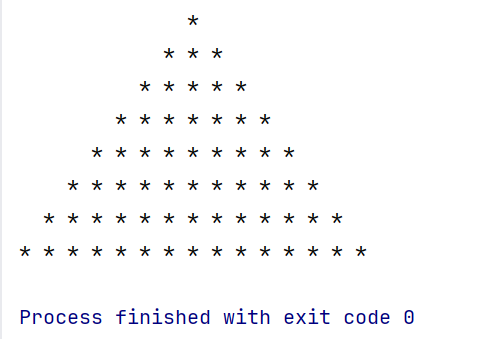 *
            * * *
          * * * * *
        * * * * * * *
      * * * * * * * * *
    * * * * * * * * * * *
  * * * * * * * * * * * * *
* * * * * * * * * * * * * * *
Process finished with exit code 0